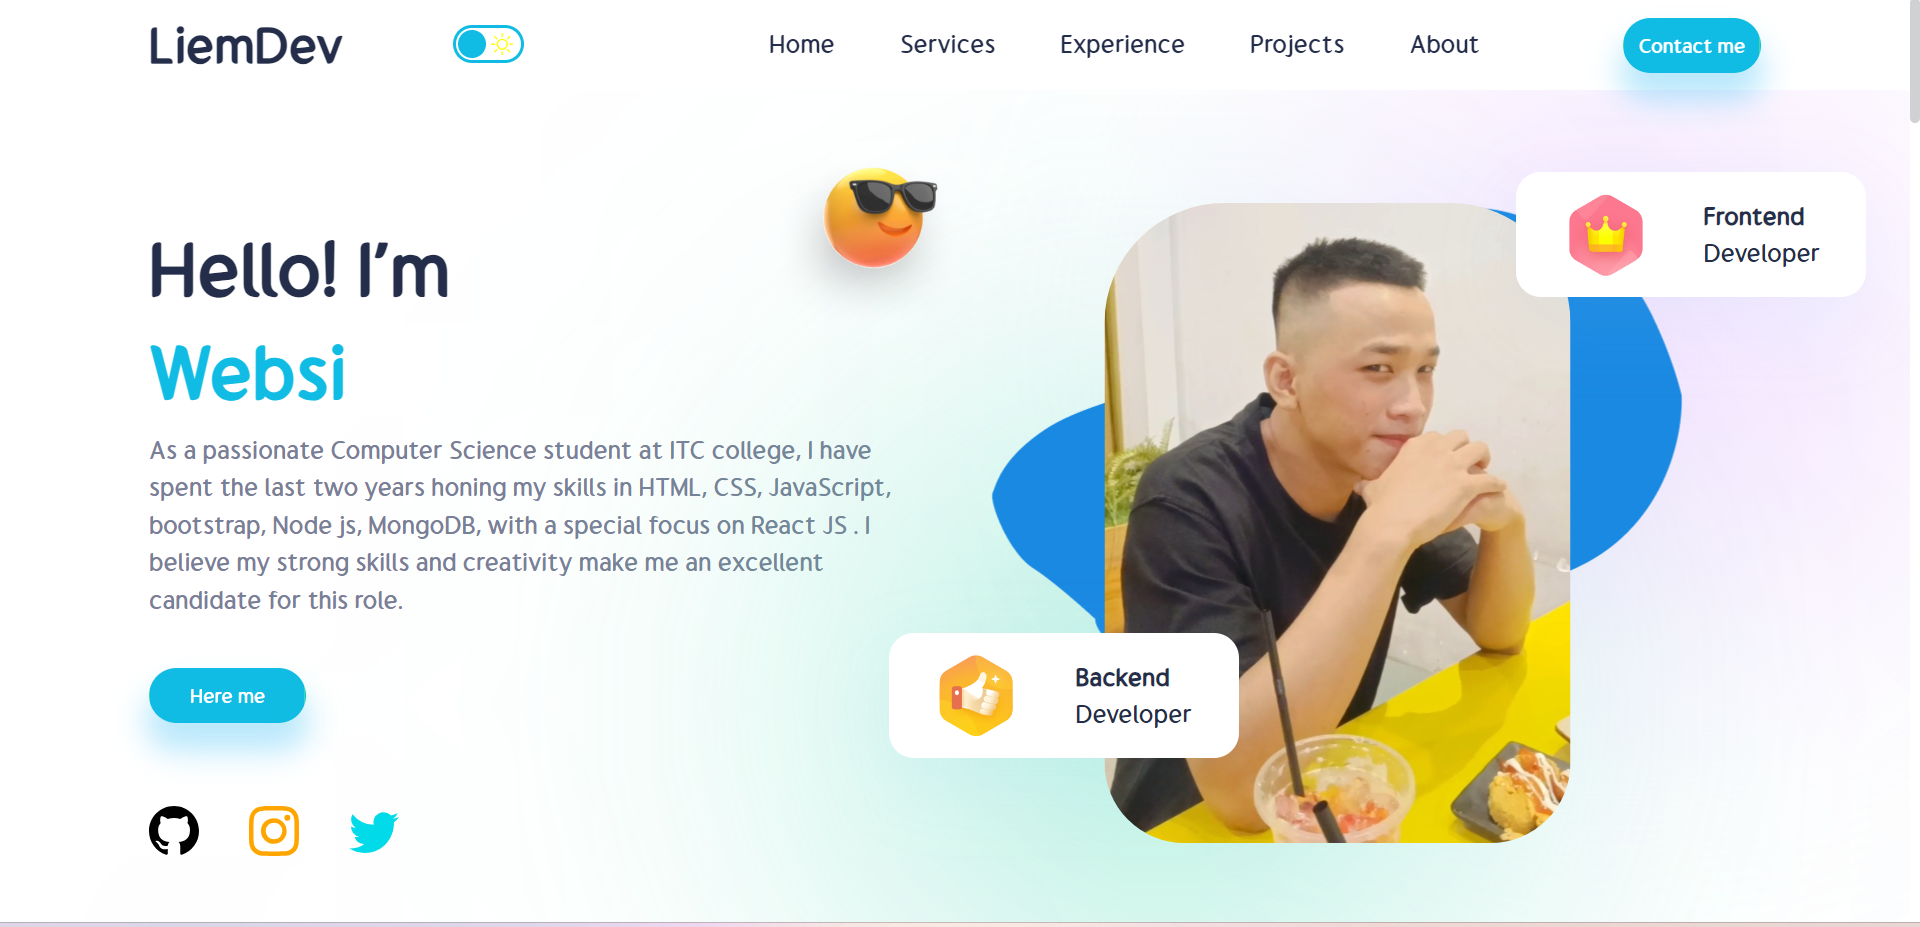 LiemDev
Home Services Experience Projects About
Contact me
Frontend
Developer
Hello! I'm
Websi
As a passionate Computer Science student at ITC college, I have
spent the last two years honing my skills in HTML, CSS, JavaScript,
bootstrap, Node js, MongoDB, with a special focus on React JS . I
believe my strong skills and creativity make me an excellent
candidate for this role.
Backend
Developer
Here me